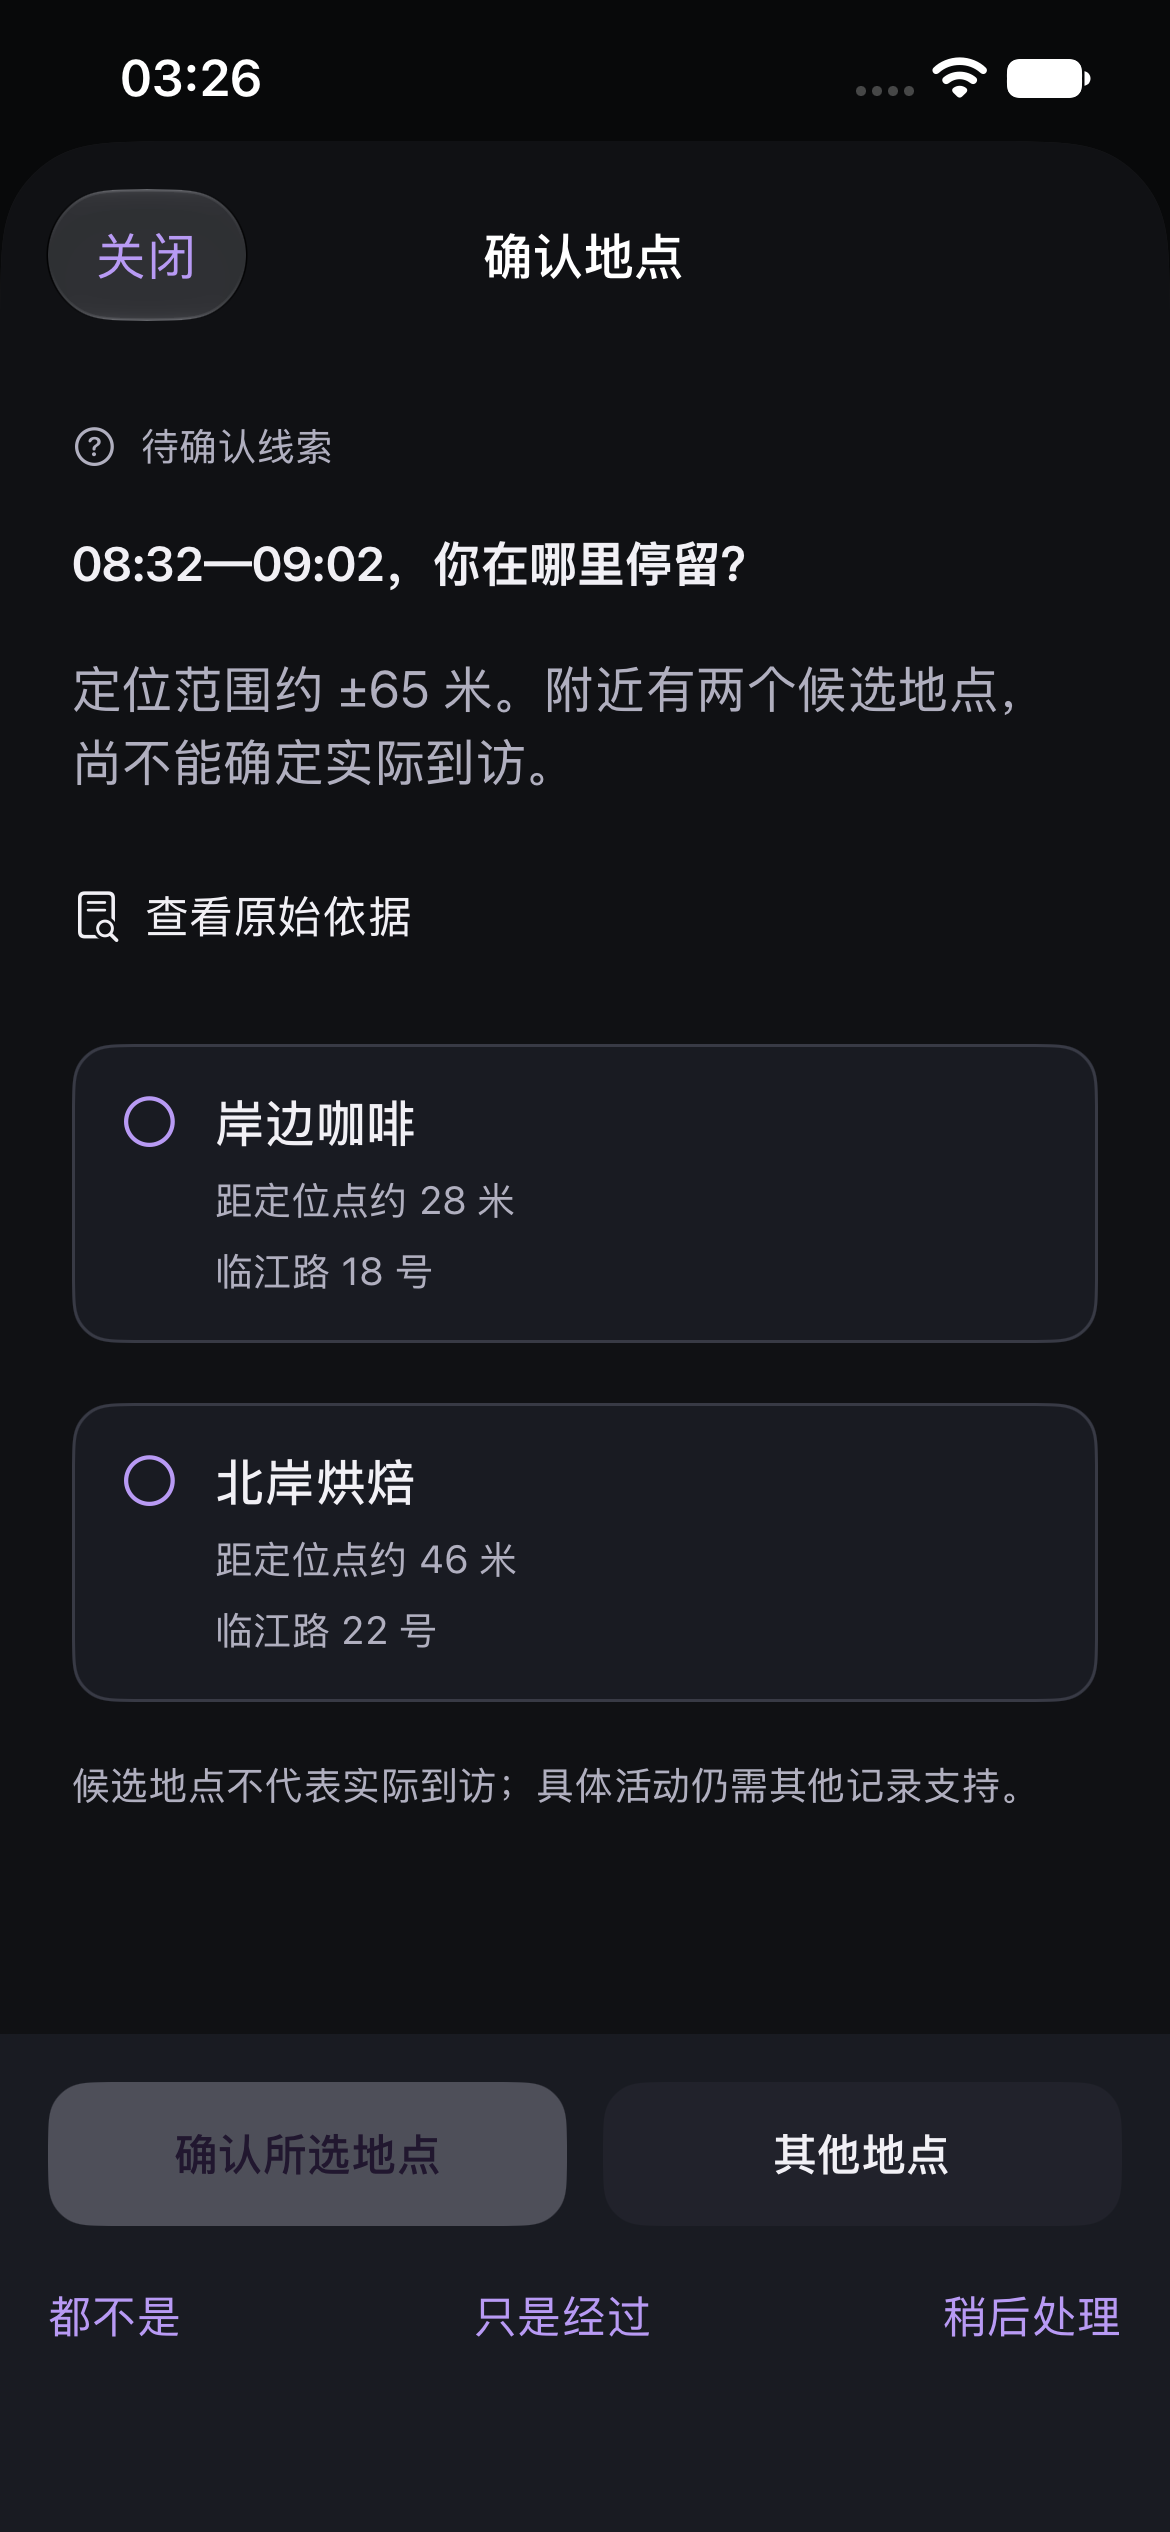 03:26
关闭
确认地点
待确认线索
08:32—09:02，你在哪里停留？
定位范围约 ±65 米。附近有两个候选地点，
尚不能确定实际到访。
查看原始依据
岸边咖啡
距定位点约 28 米
临江路 18 号
北岸烘焙
距定位点约 46 米
临江路 22 号
候选地点不代表实际到访；具体活动仍需其他记录支持。
确认所选地点
其他地点
都不是
只是经过
稍后处理